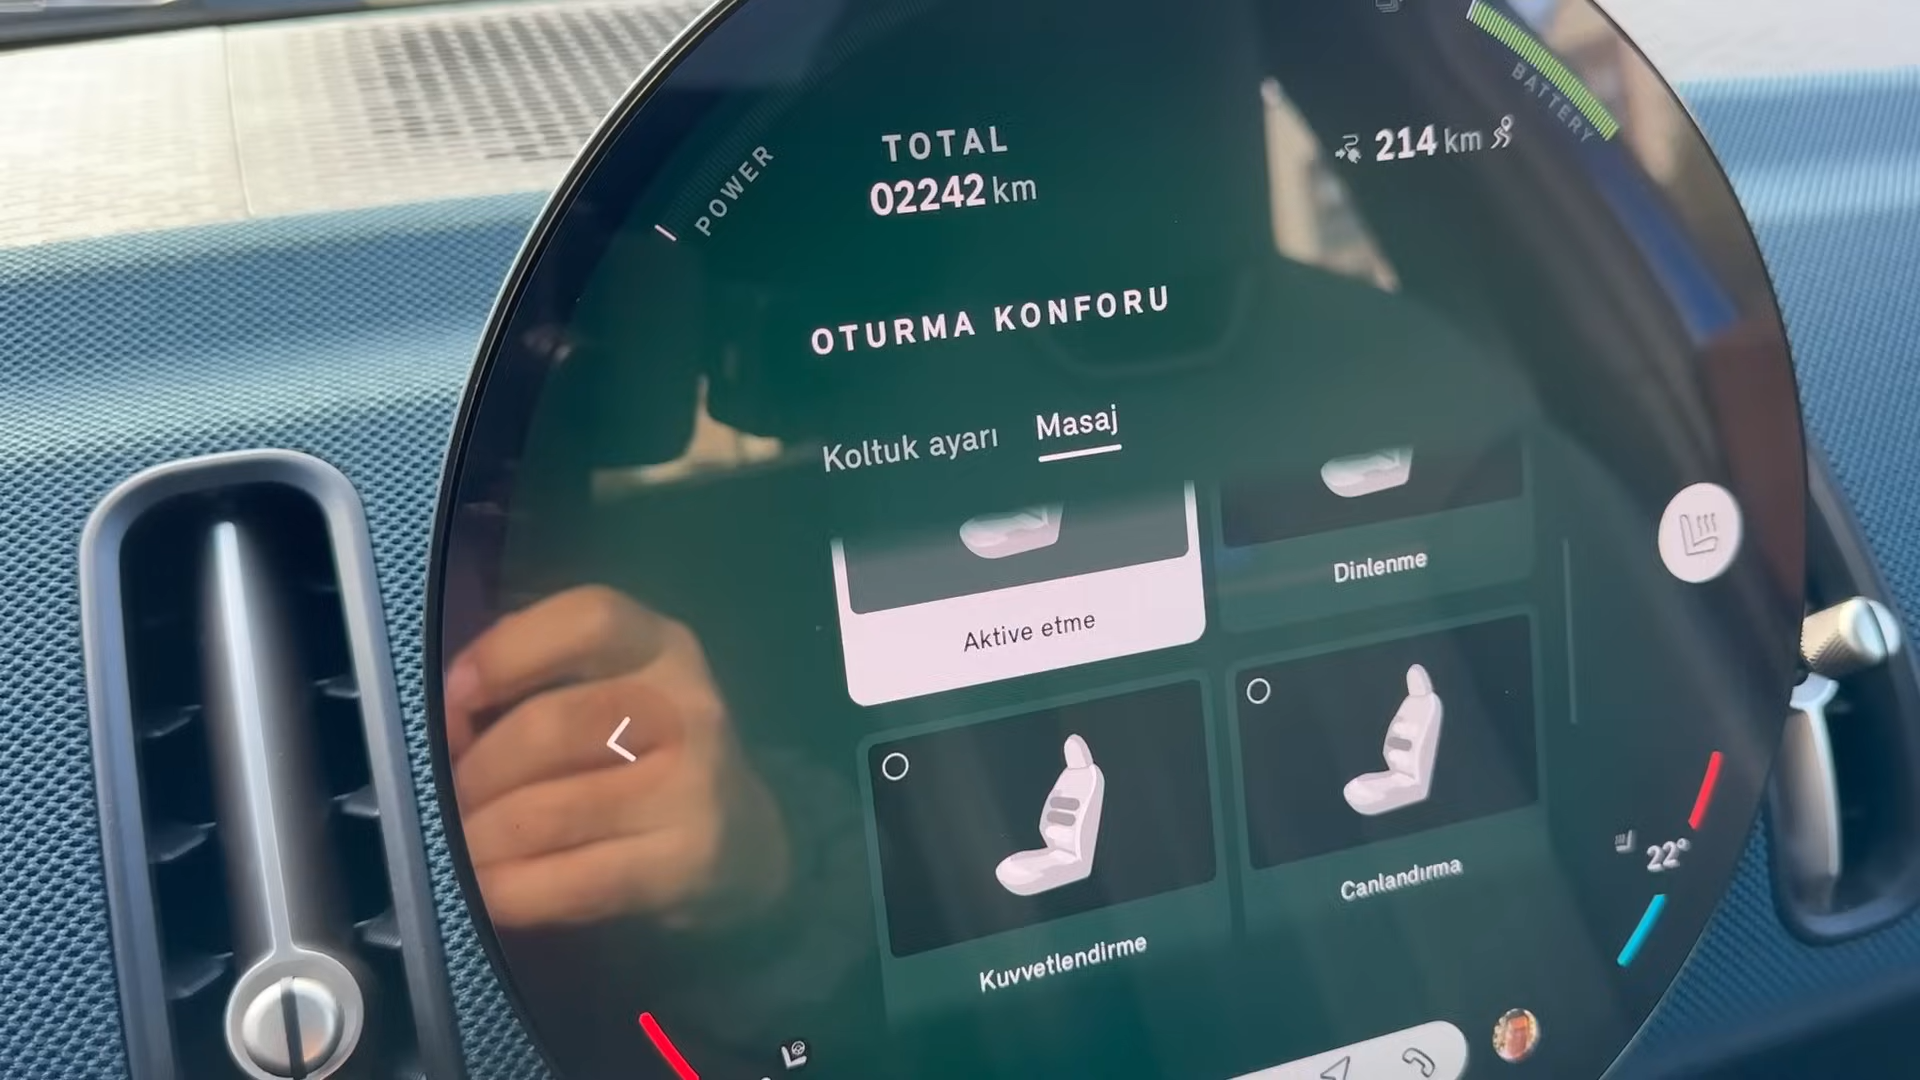 POWER
TOTAL
02242 km
214 km
BATTERY
OTURMA KONFORU
Koltuk ayarı
Masaj
Aktive etme
Dinlenme
Kuvvetlendirme
Canlandırma
22°